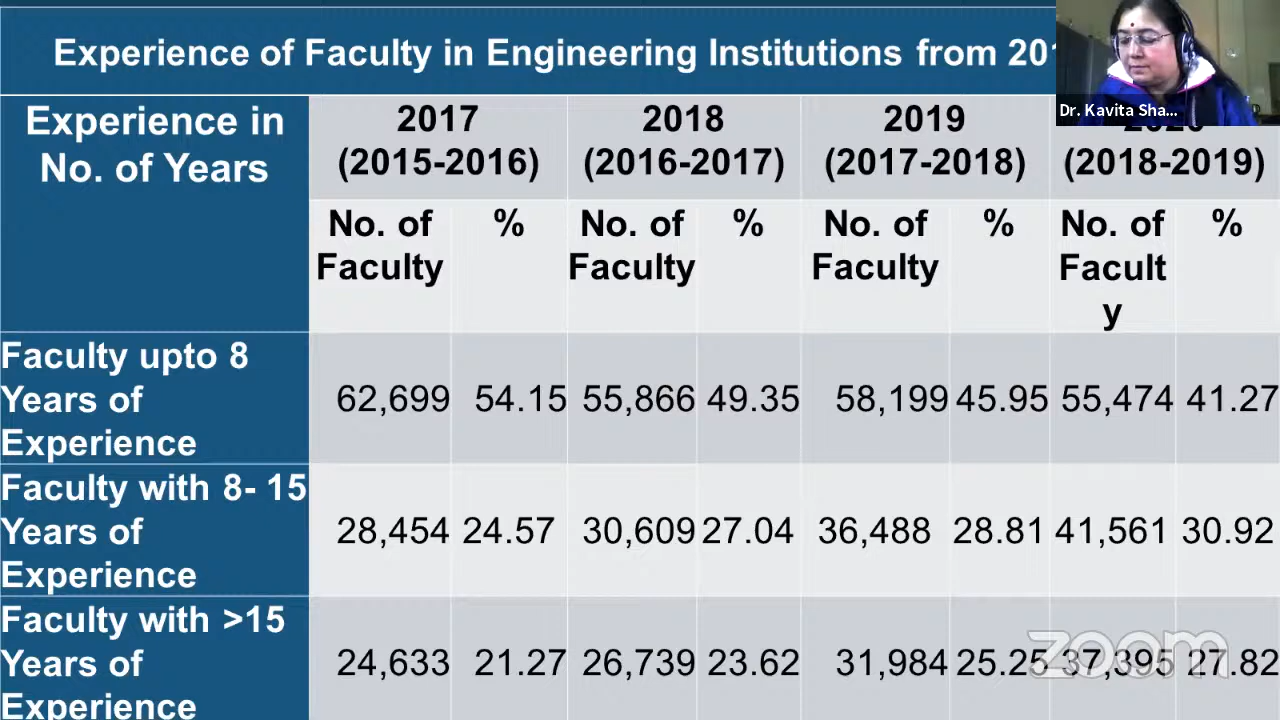 Experience of Faculty in Engineering Institutions from
Dr. Kavita Sha...
Experience in
No. of Years
2017
(2015-2016)
2018
(2016-2017)
2019
(2017-2018)
(2018-2019)
No. of
Faculty
%
No. of
Faculty
%
No. of
Faculty
%
No. of
Facult
y
%
Faculty upto 8
Years of
Experience
62,699 54.15 55,866 49.35 58,199 45.95 55,474 41.27
Faculty with 8- 15
Years of
Experience
28,454 24.57 30,609 27.04 36,488 28.81 41,561 30.92
Faculty with >15
Years of
Experience
24,633 21.27 26,739 23.62 31,984 25.25 37,395 27.82
zoom